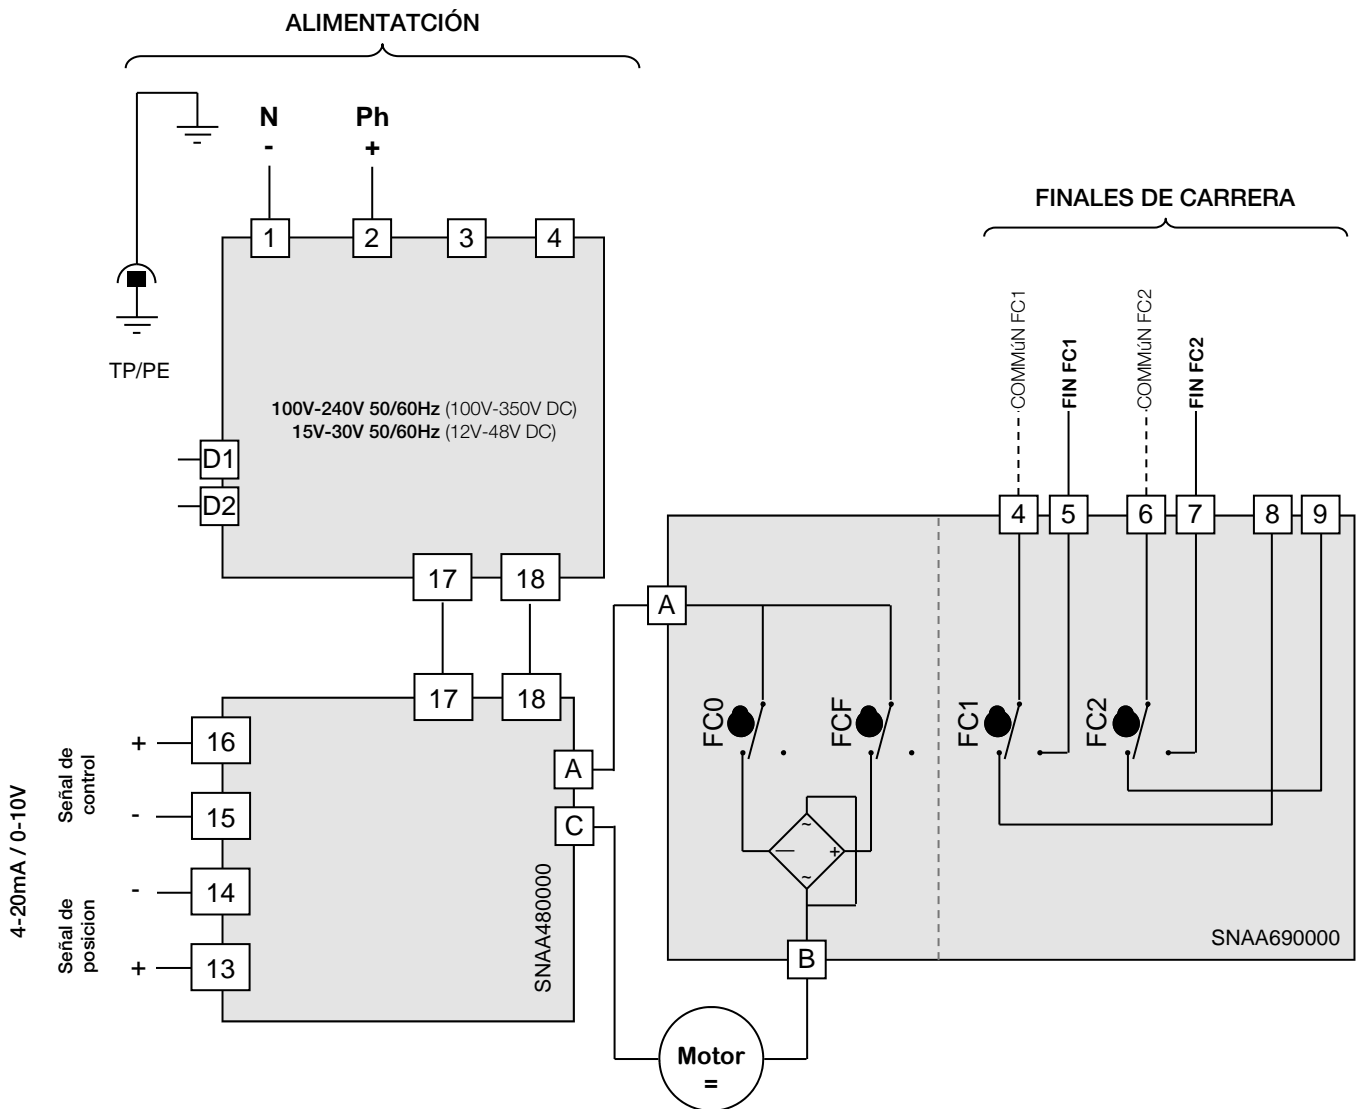 ALIMENTATCIÓN
N
-
Ph
+
1
2
3
4
TP/PE
100V-240V 50/60Hz (100V-350V DC)
15V-30V 50/60Hz (12V-48V DC)
D1
D2
17
18
FINALES DE CARRERA
COMMúN FC1
FIN FC1
COMMúN FC2
FIN FC2
4
5
6
7
8
9
A
FC0
FCF
FC1
FC2
~
—
+
~
B
SNAA690000
17
18
4-20mA / 0-10V
Señal de
control
Señal de
posicion
+
16
-
15
-
14
+
13
A
C
SNAA480000
Motor
=